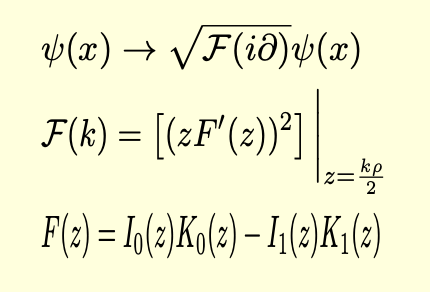 ψ(x) → √(ℱ(i∂))ψ(x)
ℱ(k) = [(zF′(z))²] |_{z=kρ/2}
F(z) = I₀(z)K₀(z) − I₁(z)K₁(z)